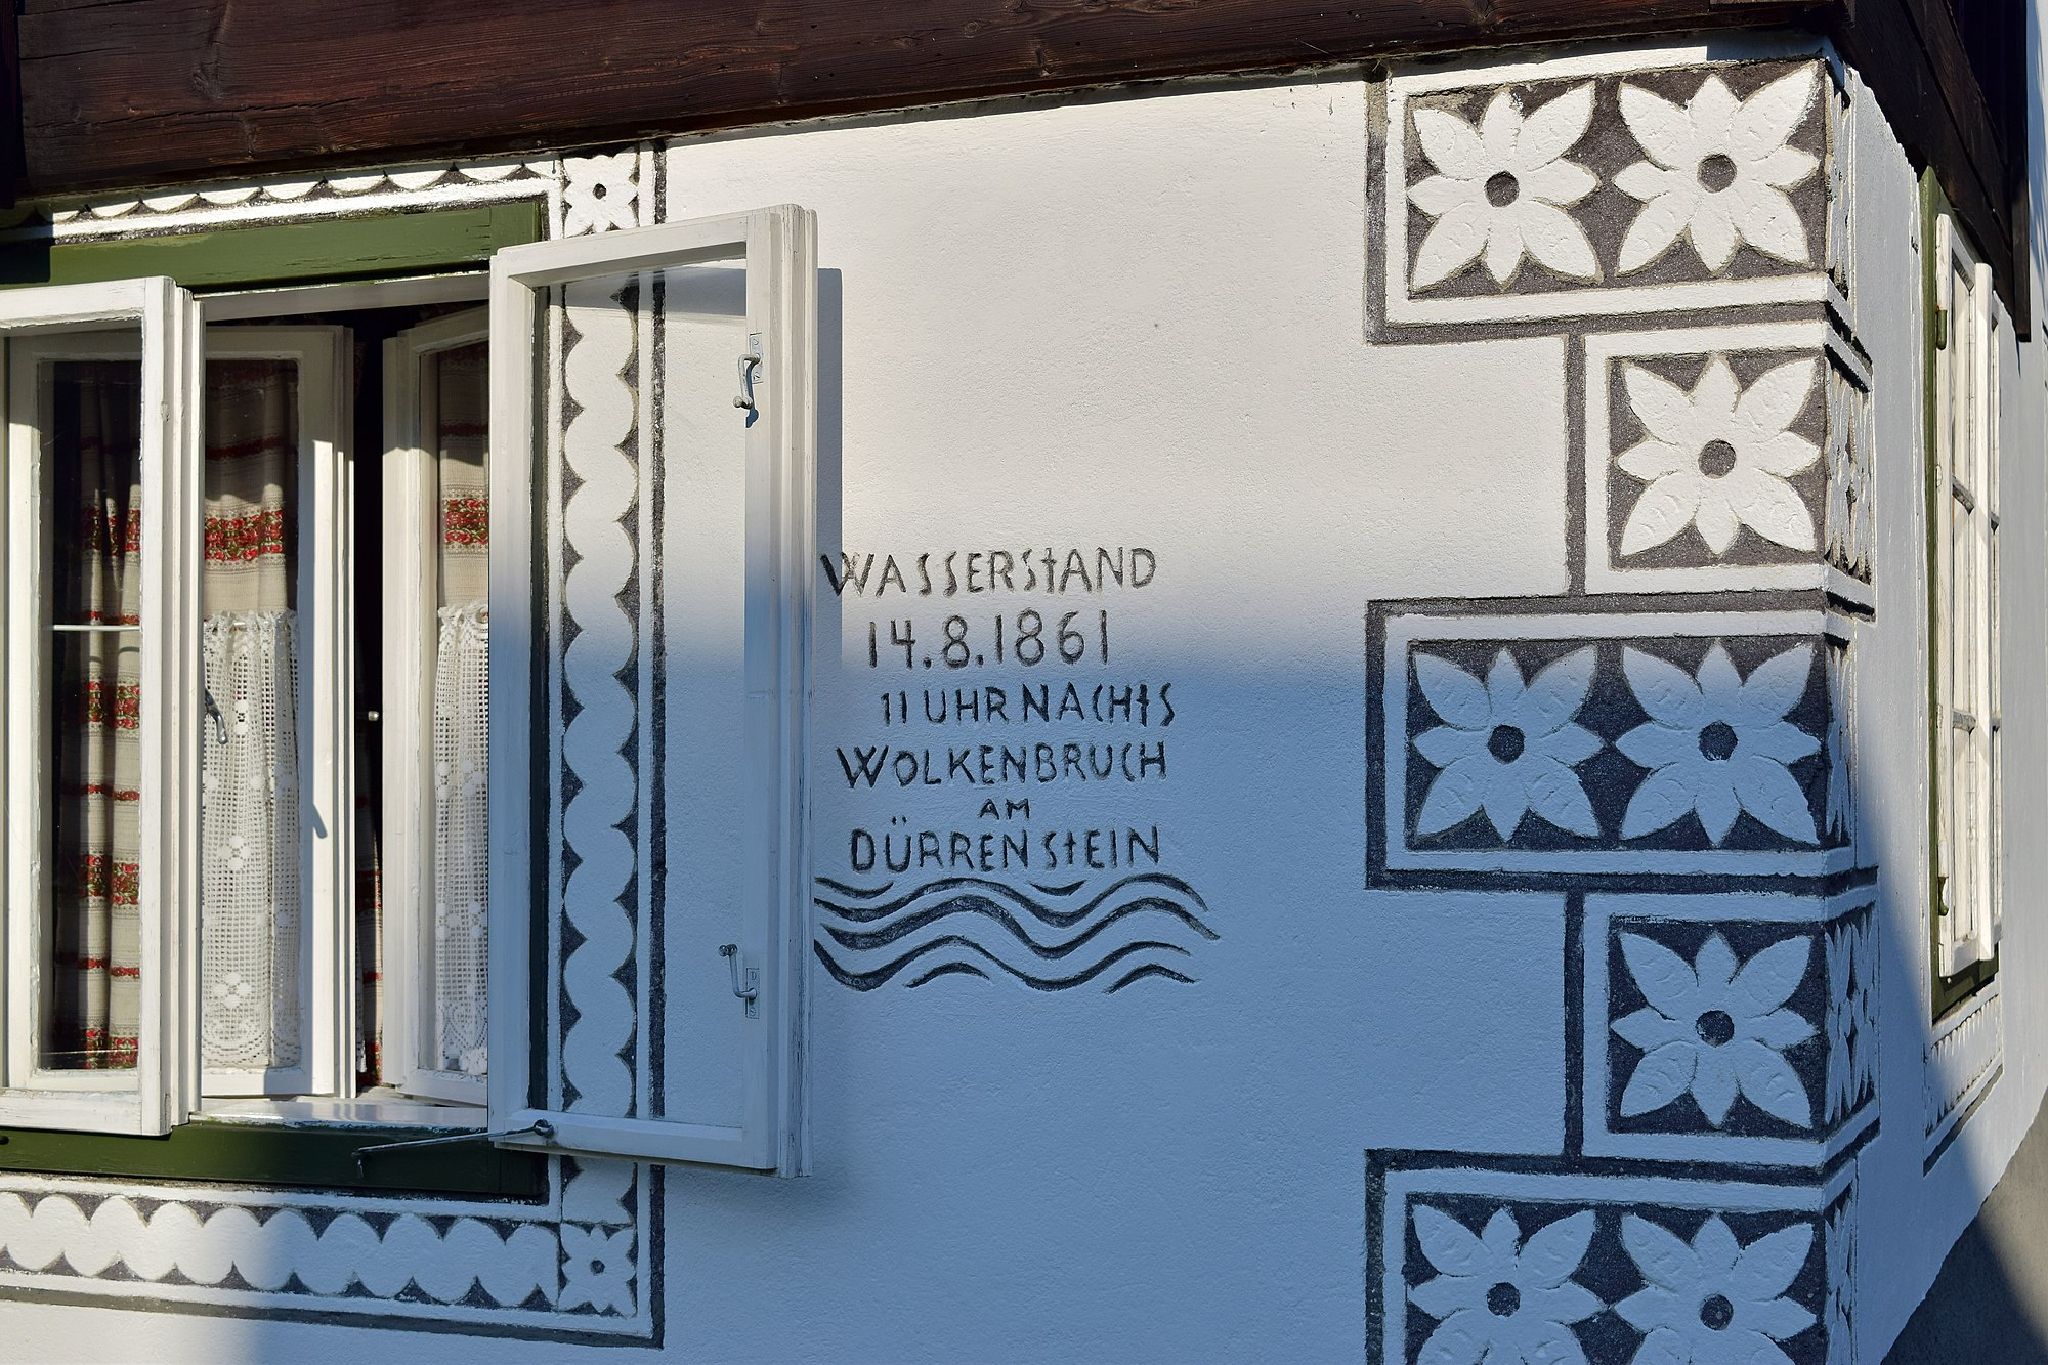 WASSERSTAND
14.8.1861
11 UHR NACHTS
WOLKENBRUCH
AM
DÜRRENSTEIN